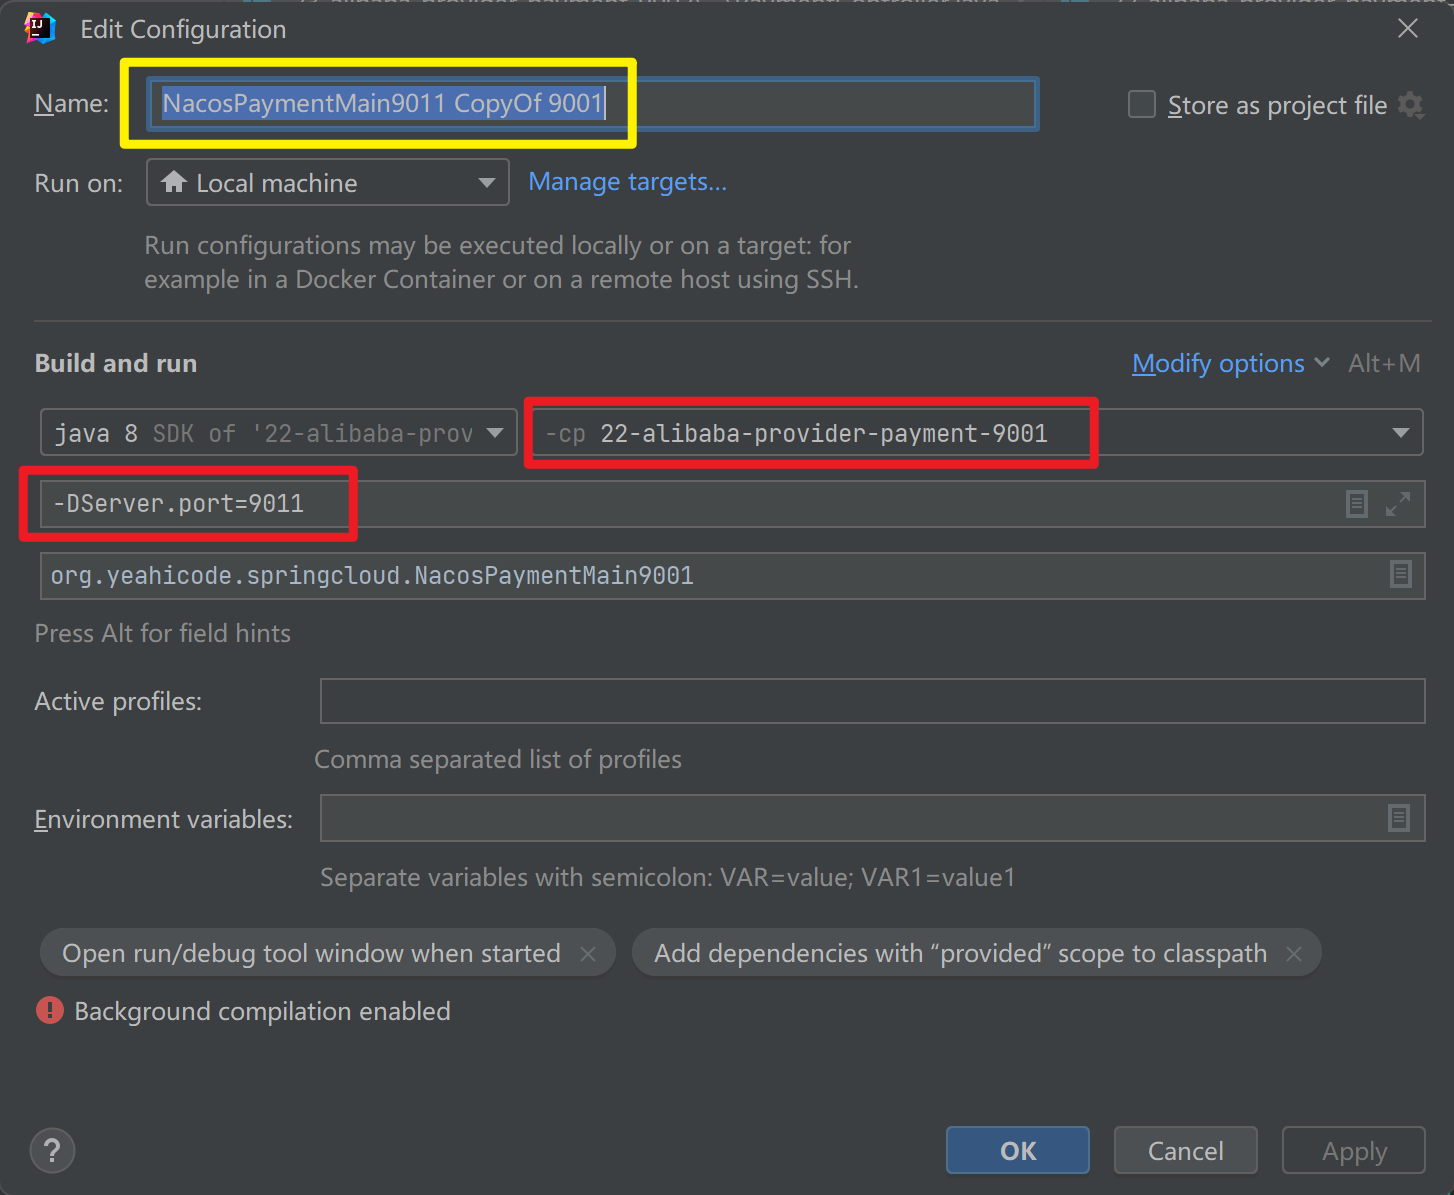 Edit Configuration
Name: NacosPaymentMain9011 CopyOf 9001 Store as project file
Run on: Local machine Manage targets...
Run configurations may be executed locally or on a target: for
example in a Docker Container or on a remote host using SSH.
Build and run Modify options Alt+M
java 8 SDK of '22-alibaba-prov -cp 22-alibaba-provider-payment-9001
-DServer.port=9011
org.yeahicode.springcloud.NacosPaymentMain9001
Press Alt for field hints
Active profiles:
Comma separated list of profiles
Environment variables:
Separate variables with semicolon: VAR=value; VAR1=value1
Open run/debug tool window when started Add dependencies with “provided” scope to classpath
Background compilation enabled
? OK Cancel Apply